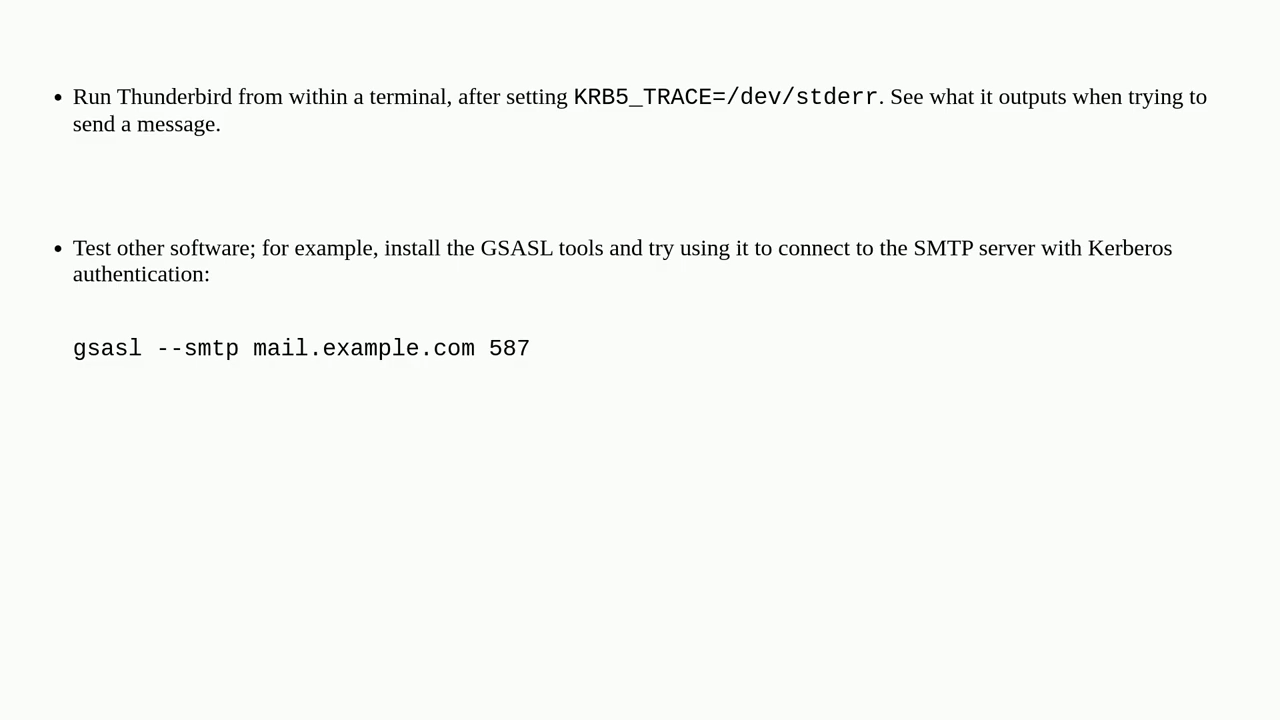 • Run Thunderbird from within a terminal, after setting KRB5_TRACE=/dev/stderr. See what it outputs when trying to
send a message.
• Test other software; for example, install the GSASL tools and try using it to connect to the SMTP server with Kerberos
authentication:
gsasl --smtp mail.example.com 587